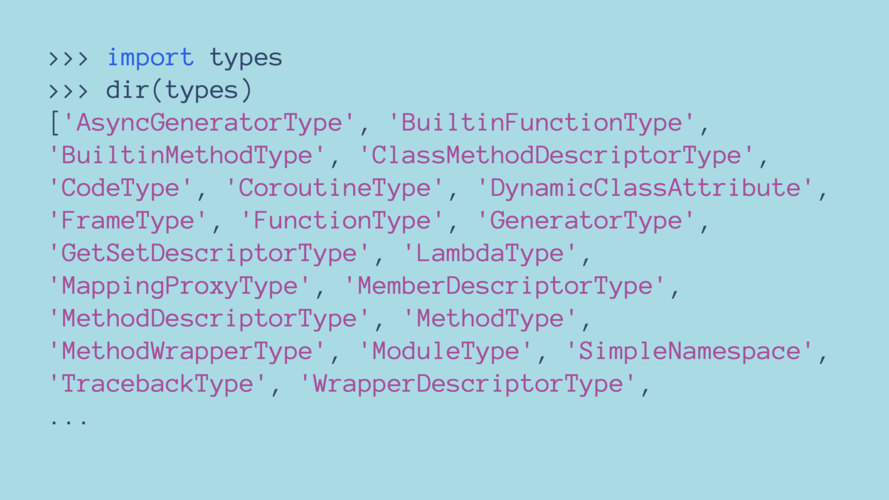 >>> import types
>>> dir(types)
['AsyncGeneratorType', 'BuiltinFunctionType',
'BuiltinMethodType', 'ClassMethodDescriptorType',
'CodeType', 'CoroutineType', 'DynamicClassAttribute',
'FrameType', 'FunctionType', 'GeneratorType',
'GetSetDescriptorType', 'LambdaType',
'MappingProxyType', 'MemberDescriptorType',
'MethodDescriptorType', 'MethodType',
'MethodWrapperType', 'ModuleType', 'SimpleNamespace',
'TracebackType', 'WrapperDescriptorType',
...